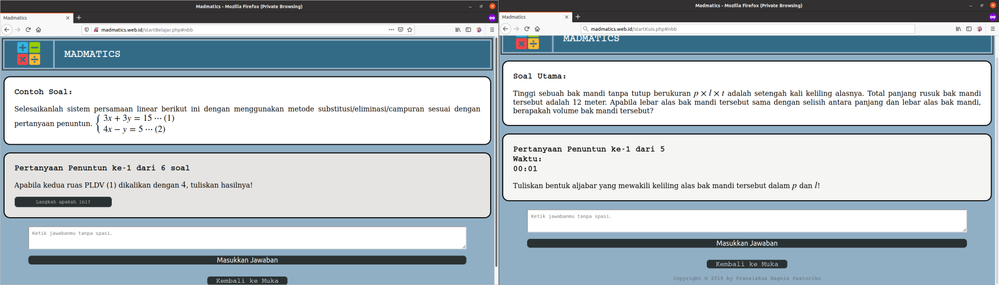 Madmatics - Mozilla Firefox (Private Browsing)
Madmatics
madmatics.web.id/startBelajar.php#nbb
MADMATICS
Contoh Soal:
Selesaikanlah sistem persamaan linear berikut ini dengan menggunakan metode substitusi/eliminasi/campuran sesuai dengan
pertanyaan penuntun. { 3x + 3y = 15 ··· (1)
4x − y = 5 ··· (2)
Pertanyaan Penuntun ke-1 dari 6 soal
Apabila kedua ruas PLDV (1) dikalikan dengan 4, tuliskan hasilnya!
Langkah apakah ini?
Ketik jawabanmu tanpa spasi.
Masukkan Jawaban
Kembali ke Muka
Madmatics - Mozilla Firefox (Private Browsing)
Madmatics
madmatics.web.id/startKuis.php#nbb
MADMATICS
Soal Utama:
Tinggi sebuah bak mandi tanpa tutup berukuran p × l × t adalah setengah kali keliling alasnya. Total panjang rusuk bak mandi
tersebut adalah 12 meter. Apabila lebar alas bak mandi tersebut sama dengan selisih antara panjang dan lebar alas bak mandi,
berapakah volume bak mandi tersebut?
Pertanyaan Penuntun ke-1 dari 5
Waktu:
00:01
Tuliskan bentuk aljabar yang mewakili keliling alas bak mandi tersebut dalam p dan l!
Ketik jawabanmu tanpa spasi.
Masukkan Jawaban
Kembali ke Muka
Copyright © 2019 by Fransiskus Magnis Pastoriko